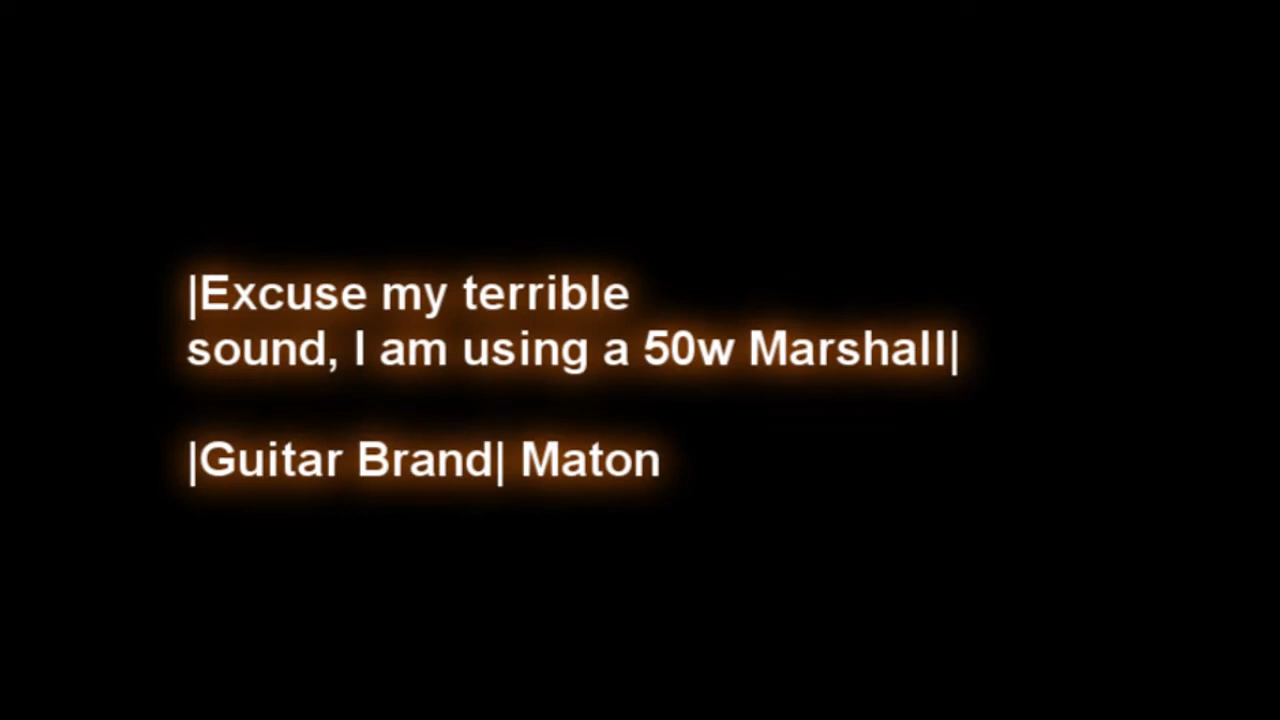 |Excuse my terrible
sound, I am using a 50w Marshall|
|Guitar Brand| Maton